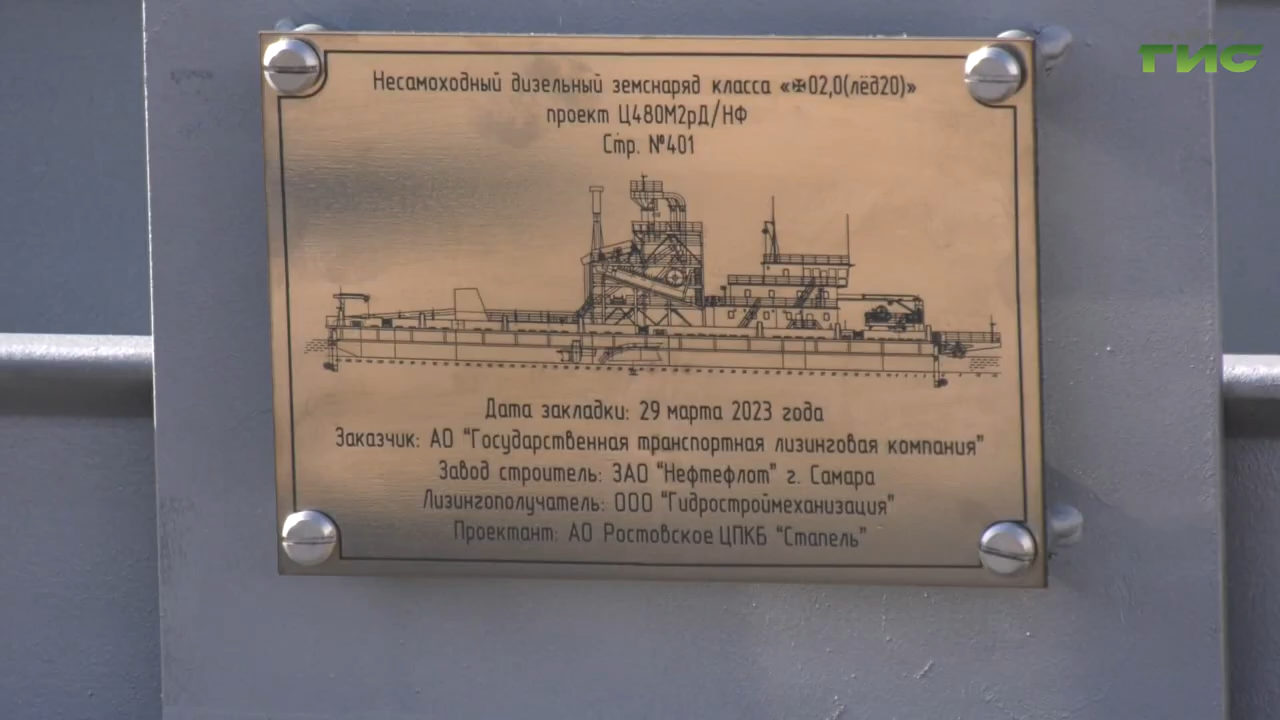 ГИС
Несамоходный дизельный земснаряд класса «✠О2,0(лёд20)»
проект Ц480М2рД/НФ
Стр. №401
Дата закладки: 29 марта 2023 года
Заказчик: АО "Государственная транспортная лизинговая компания"
Завод строитель: ЗАО "Нефтефлот" г. Самара
Лизингополучатель: ООО "Гидростроймеханизация"
Проектант: АО Ростовское ЦПКБ "Стапель"